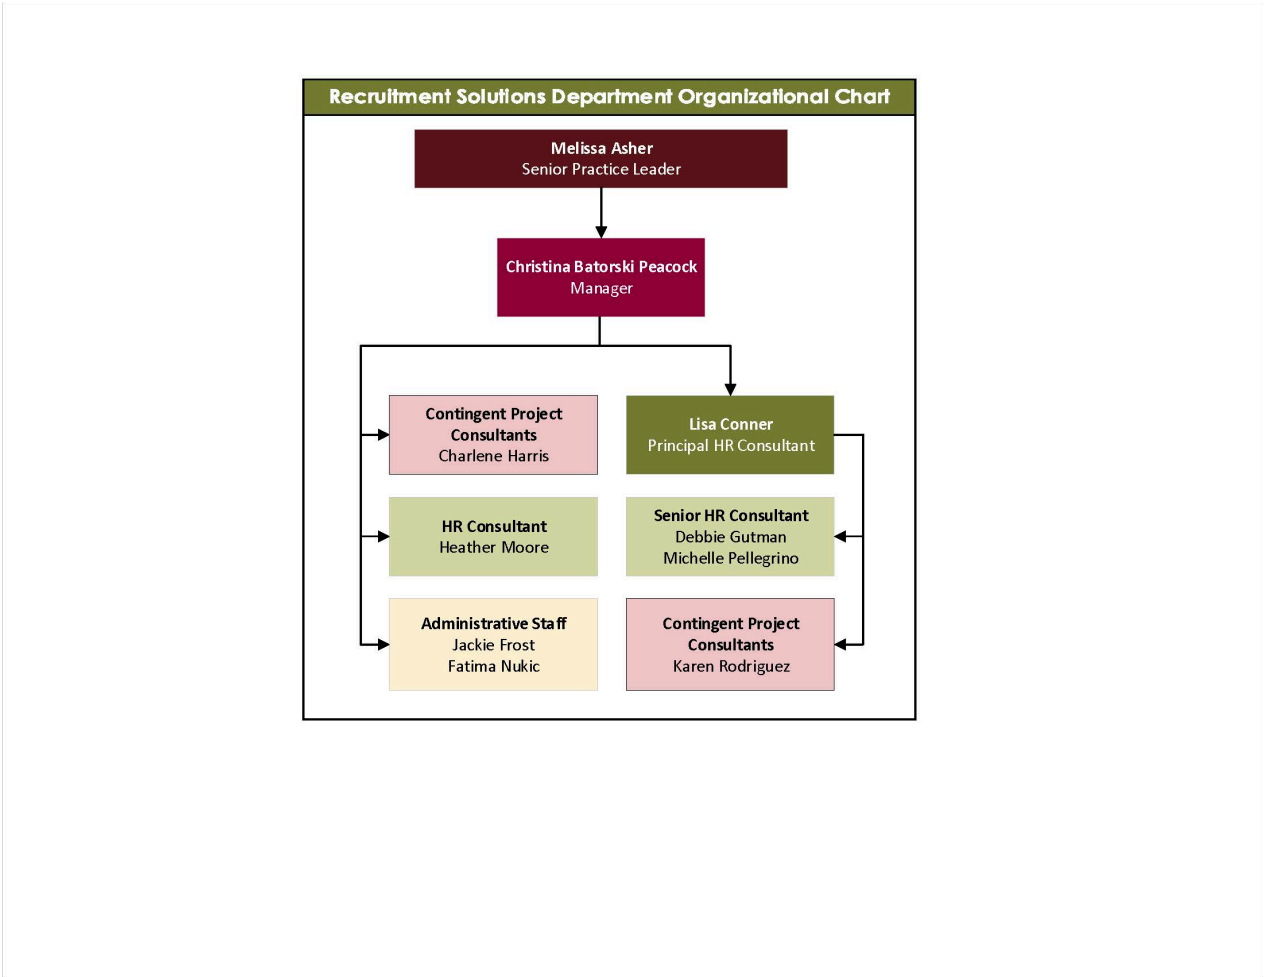 Recruitment Solutions Department Organizational Chart
Melissa Asher
Senior Practice Leader
Christina Batorski Peacock
Manager
Contingent Project
Consultants
Charlene Harris
Lisa Conner
Principal HR Consultant
HR Consultant
Heather Moore
Senior HR Consultant
Debbie Gutman
Michelle Pellegrino
Administrative Staff
Jackie Frost
Fatima Nukic
Contingent Project
Consultants
Karen Rodriguez